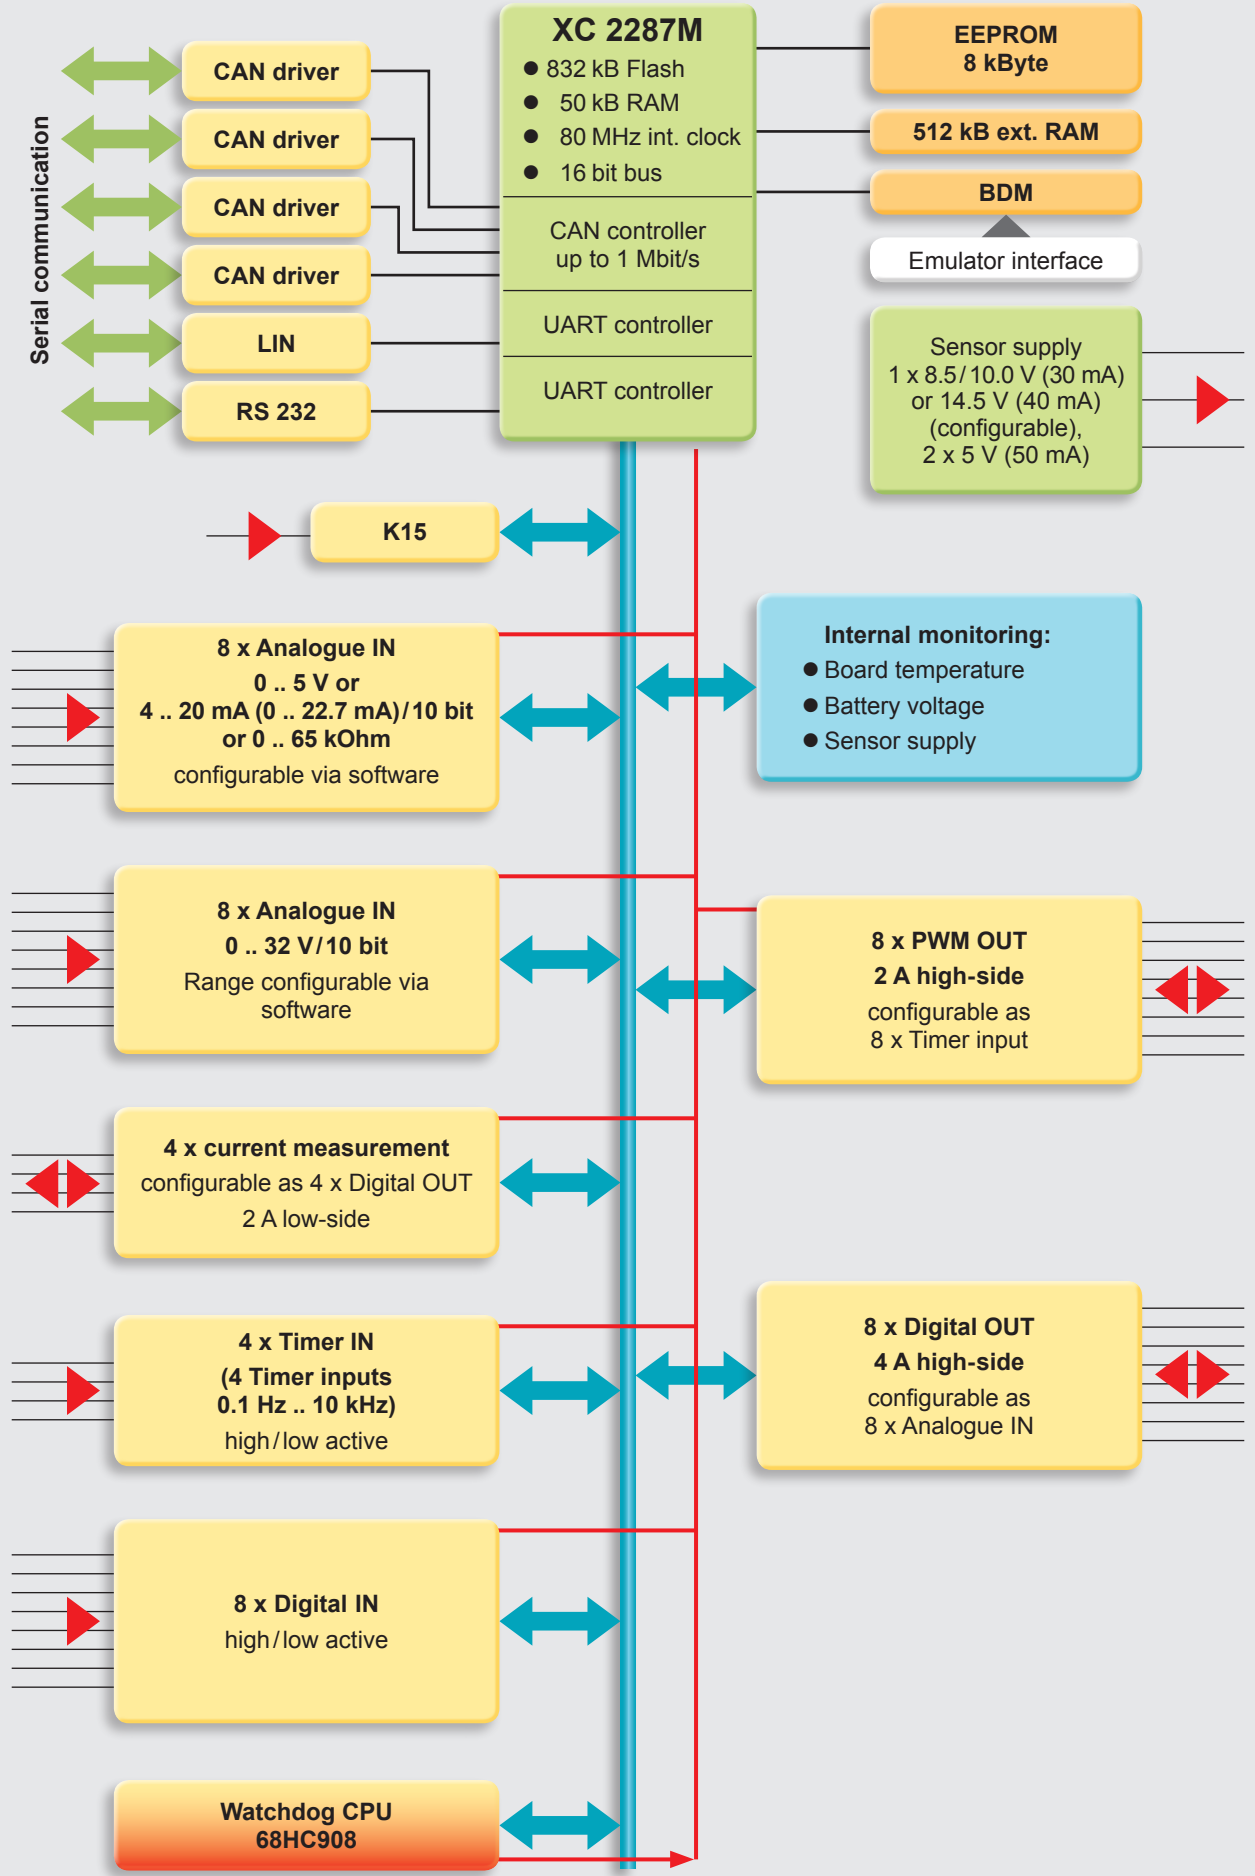 Serial communication
CAN driver
CAN driver
CAN driver
CAN driver
LIN
RS 232
XC 2287M
● 832 kB Flash
● 50 kB RAM
● 80 MHz int. clock
● 16 bit bus
CAN controller
up to 1 Mbit/s
UART controller
UART controller
EEPROM
8 kByte
512 kB ext. RAM
BDM
Emulator interface
Sensor supply
1 x 8.5/10.0 V (30 mA)
or 14.5 V (40 mA)
(configurable),
2 x 5 V (50 mA)
K15
8 x Analogue IN
0 .. 5 V or
4 .. 20 mA (0 .. 22.7 mA)/10 bit
or 0 .. 65 kOhm
configurable via software
Internal monitoring:
● Board temperature
● Battery voltage
● Sensor supply
8 x Analogue IN
0 .. 32 V/10 bit
Range configurable via
software
8 x PWM OUT
2 A high-side
configurable as
8 x Timer input
4 x current measurement
configurable as 4 x Digital OUT
2 A low-side
4 x Timer IN
(4 Timer inputs
0.1 Hz .. 10 kHz)
high/low active
8 x Digital OUT
4 A high-side
configurable as
8 x Analogue IN
8 x Digital IN
high/low active
Watchdog CPU
68HC908